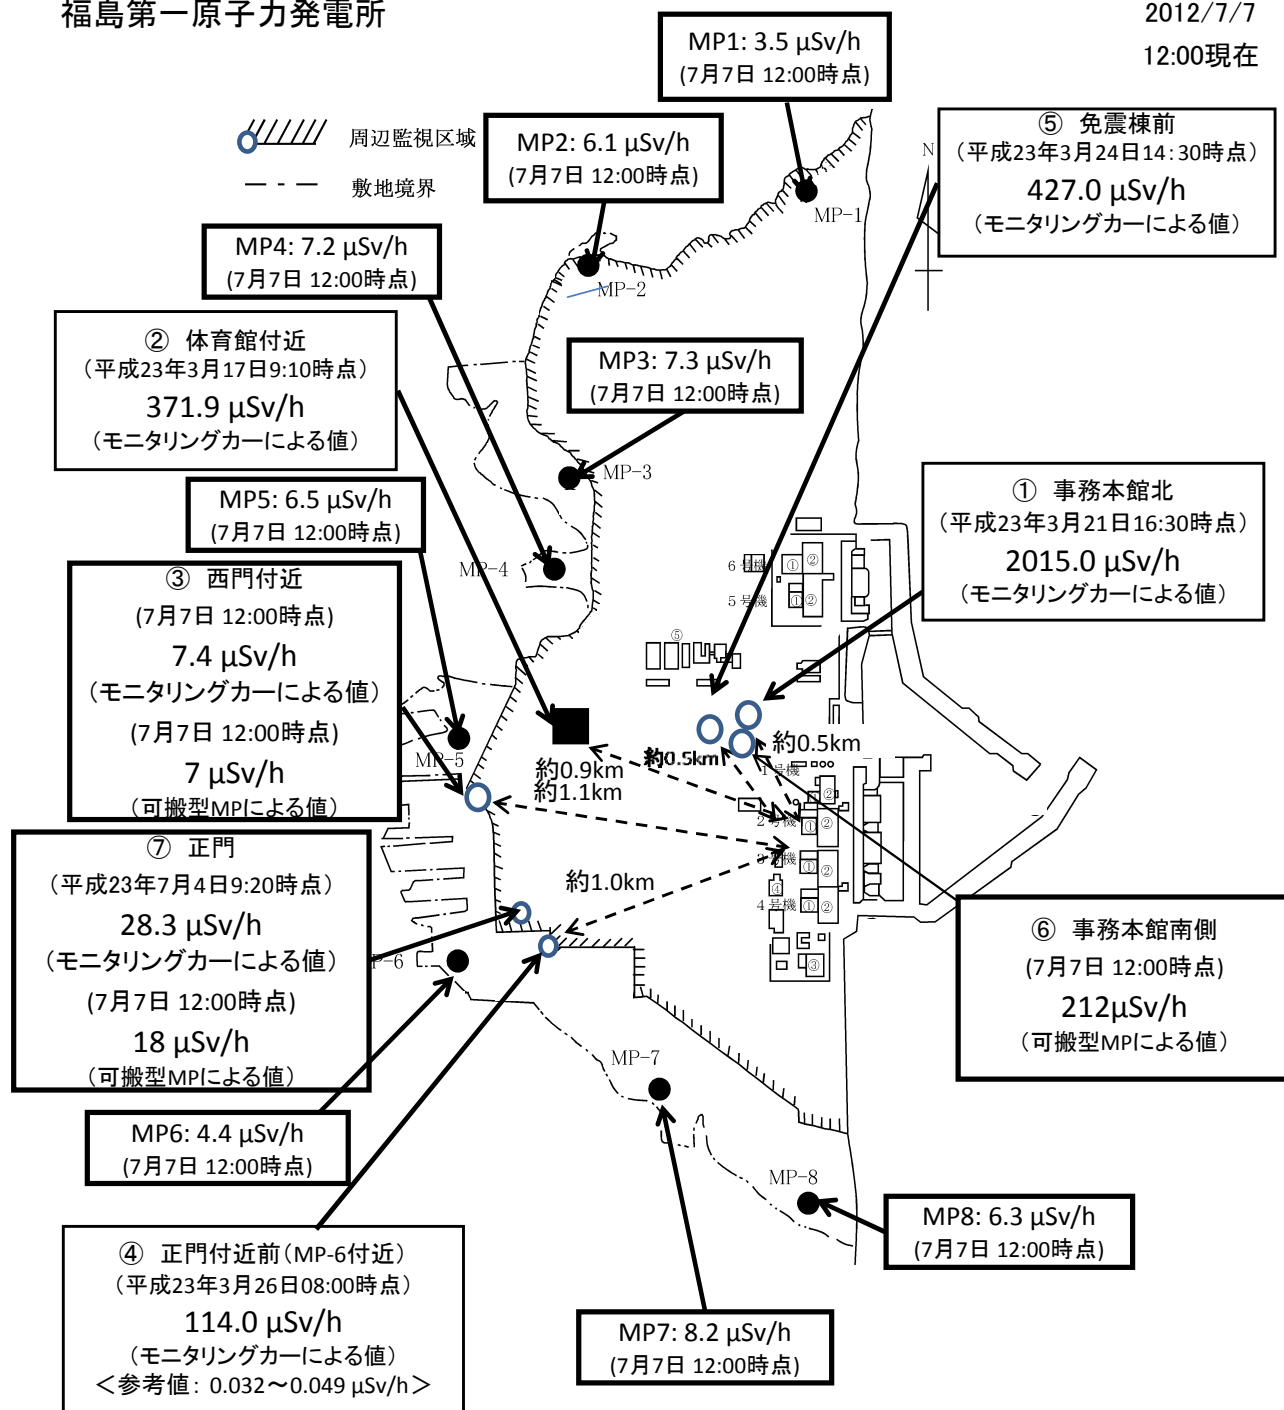 福島第一原子力発電所
2012/7/7
12:00現在
MP1: 3.5 μSv/h
(7月7日 12:00時点)
周辺監視区域
敷地境界
MP2: 6.1 μSv/h
(7月7日 12:00時点)
⑤ 免震棟前
（平成23年3月24日14:30時点）
427.0 μSv/h
（モニタリングカーによる値）
N
MP-1
MP4: 7.2 μSv/h
(7月7日 12:00時点)
MP-2
② 体育館付近
（平成23年3月17日9:10時点）
371.9 μSv/h
（モニタリングカーによる値）
MP3: 7.3 μSv/h
(7月7日 12:00時点)
MP-3
MP5: 6.5 μSv/h
(7月7日 12:00時点)
① 事務本館北
（平成23年3月21日16:30時点）
2015.0 μSv/h
（モニタリングカーによる値）
MP-4
6号機
① ②
5号機
① ②
⑤
③ 西門付近
(7月7日 12:00時点)
7.4 μSv/h
（モニタリングカーによる値）
(7月7日 12:00時点)
7 μSv/h
（可搬型MPによる値）
MP-5
約0.9km
約1.1km
約0.5km
約0.5km
1号機
① ②
2号機
① ②
3号機
① ②
④
4号機
① ②
③
約1.0km
⑦ 正門
（平成23年7月4日9:20時点）
28.3 μSv/h
（モニタリングカーによる値）
(7月7日 12:00時点)
18 μSv/h
（可搬型MPによる値）
P-6
⑥ 事務本館南側
(7月7日 12:00時点)
212μSv/h
（可搬型MPによる値）
MP-7
MP6: 4.4 μSv/h
(7月7日 12:00時点)
MP-8
MP8: 6.3 μSv/h
(7月7日 12:00時点)
④ 正門付近前（MP-6付近）
（平成23年3月26日08:00時点）
114.0 μSv/h
（モニタリングカーによる値）
＜参考値: 0.032～0.049 μSv/h＞
MP7: 8.2 μSv/h
(7月7日 12:00時点)